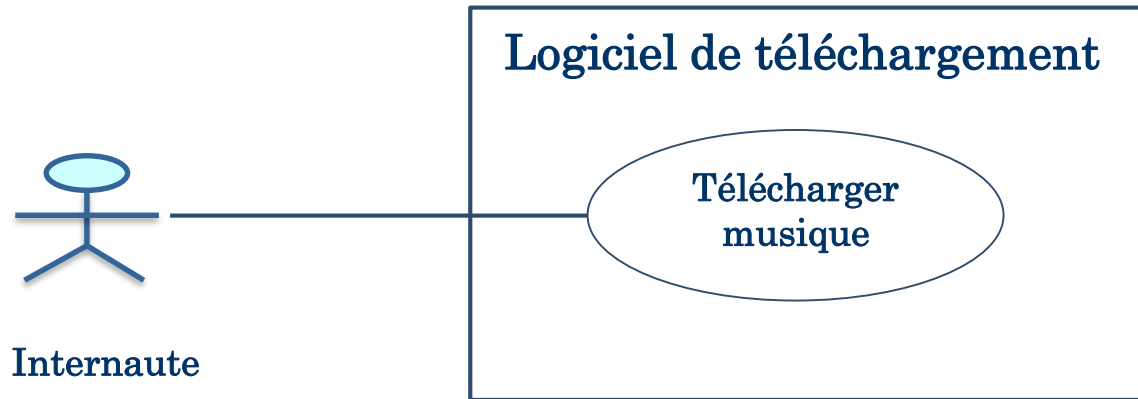 Logiciel de téléchargement
Télécharger
musique
Internaute